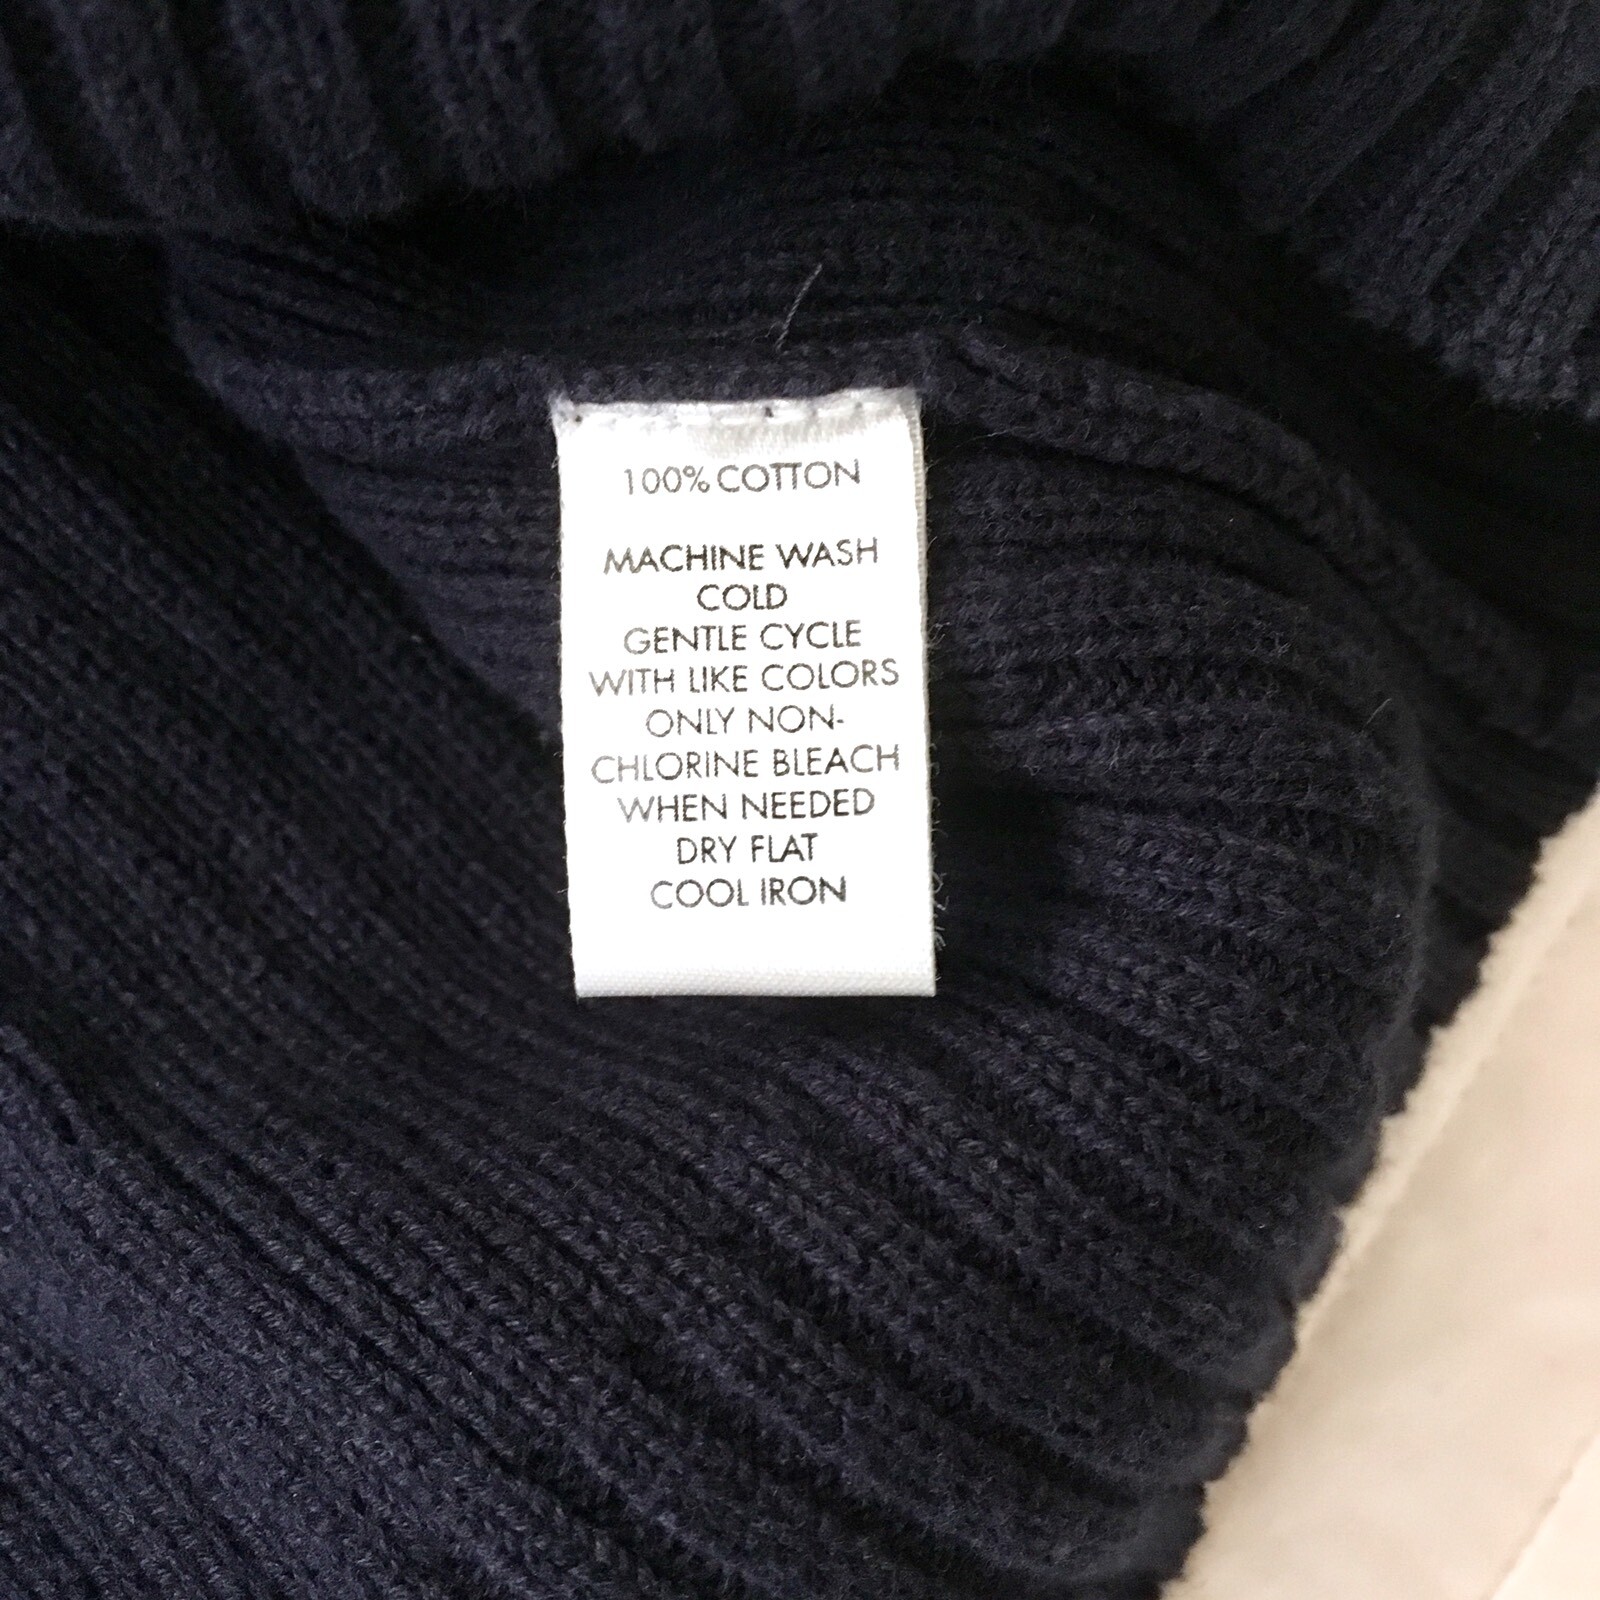 100% COTTON
MACHINE WASH
COLD
GENTLE CYCLE
WITH LIKE COLORS
ONLY NON-
CHLORINE BLEACH
WHEN NEEDED
DRY FLAT
COOL IRON